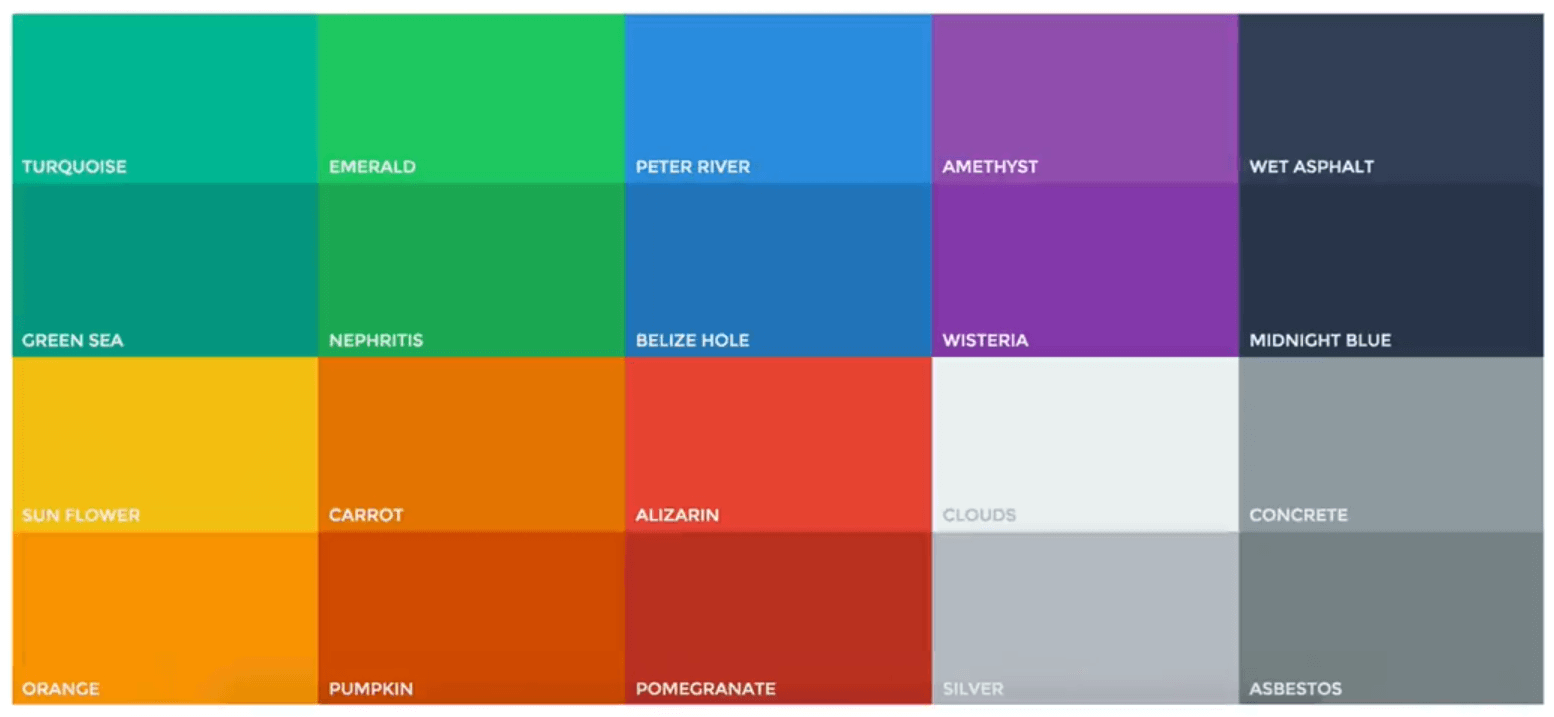 TURQUOISE
EMERALD
PETER RIVER
AMETHYST
WET ASPHALT
GREEN SEA
NEPHRITIS
BELIZE HOLE
WISTERIA
MIDNIGHT BLUE
SUN FLOWER
CARROT
ALIZARIN
CLOUDS
CONCRETE
ORANGE
PUMPKIN
POMEGRANATE
SILVER
ASBESTOS